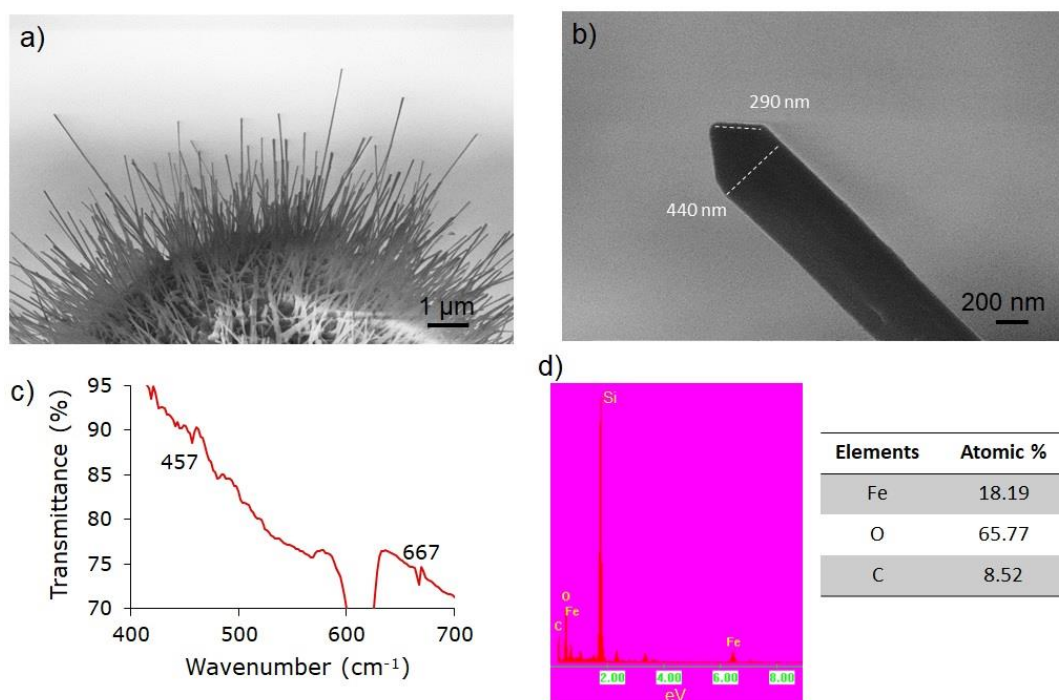 a)
1 µm
b)
290 nm
440 nm
200 nm
c)
95
90
85
80
75
70
457
667
Transmittance (%)
400 500 600 700
Wavenumber (cm-1)
d)
Si
O
Fe
C
Fe
2.00 4.00 6.00 8.00
eV
Elements Atomic %
Fe 18.19
O 65.77
C 8.52